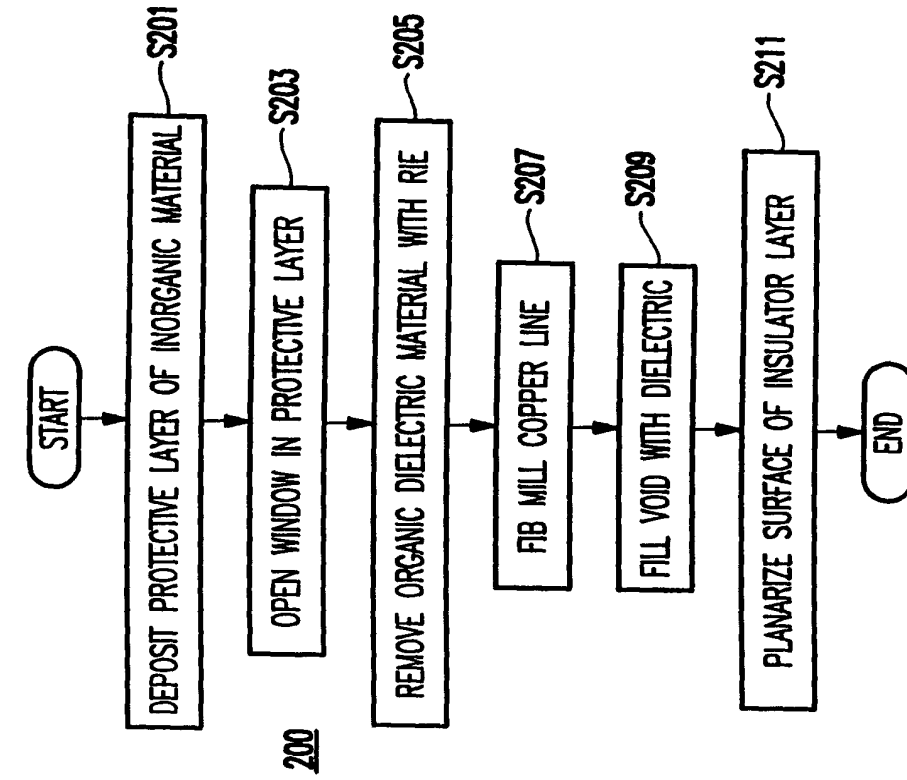 START
DEPOSIT PROTECTIVE LAYER OF INORGANIC MATERIAL
S201
OPEN WINDOW IN PROTECTIVE LAYER
S203
REMOVE ORGANIC DIELECTRIC MATERIAL WITH RIE
S205
FIB MILL COPPER LINE
S207
FILL VOID WITH DIELECTRIC
S209
PLANARIZE SURFACE OF INSULATOR LAYER
S211
END
200